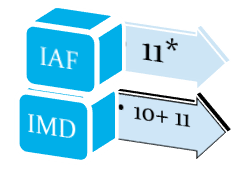 IAF
• 11*
IMD
• 10+ 11